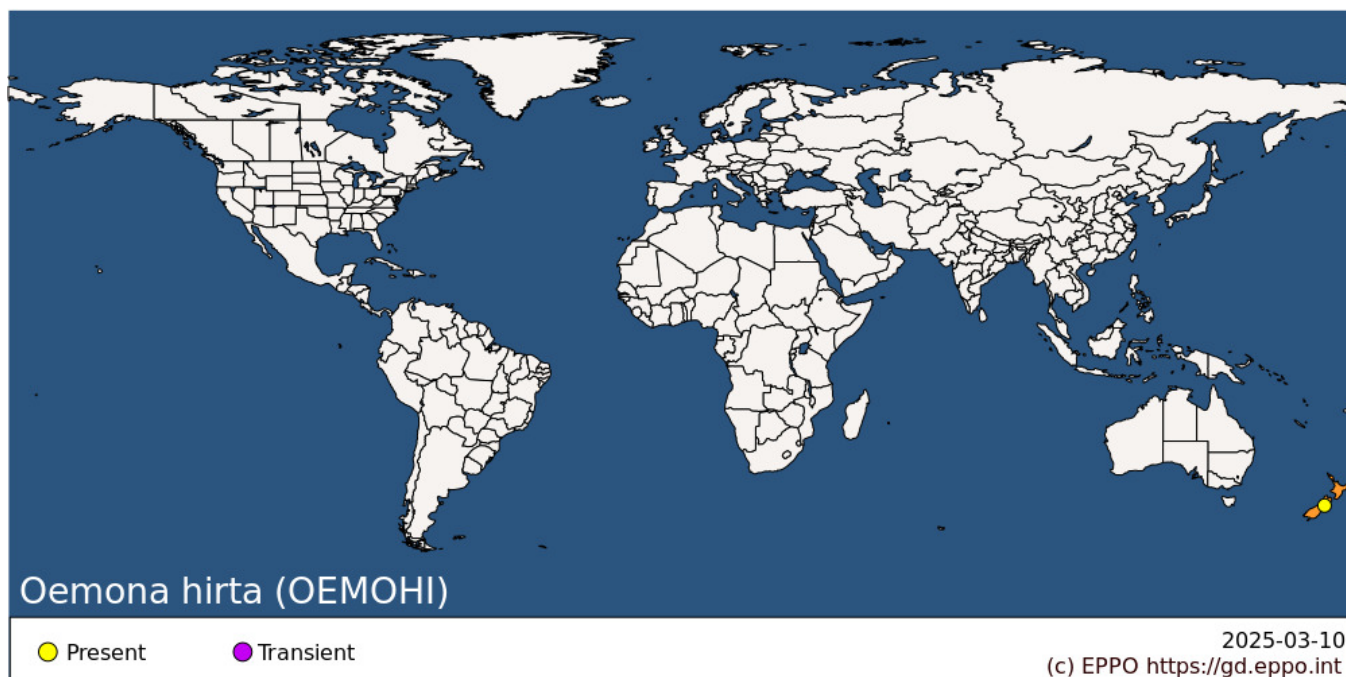 Oemona hirta (OEMOHI)
Present
Transient
2025-03-10
(c) EPPO https://gd.eppo.int